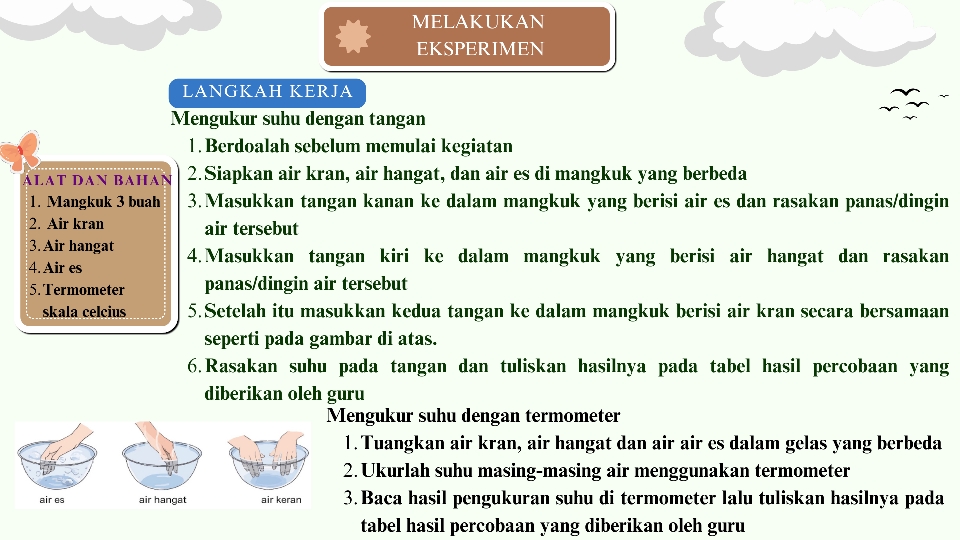 MELAKUKAN
EKSPERIMEN
LANGKAH KERJA
Mengukur suhu dengan tangan
1. Berdoalah sebelum memulai kegiatan
2. Siapkan air kran, air hangat, dan air es di mangkuk yang berbeda
3. Masukkan tangan kanan ke dalam mangkuk yang berisi air es dan rasakan panas/dingin
air tersebut
4. Masukkan tangan kiri ke dalam mangkuk yang berisi air hangat dan rasakan
panas/dingin air tersebut
5. Setelah itu masukkan kedua tangan ke dalam mangkuk berisi air kran secara bersamaan
seperti pada gambar di atas.
6. Rasakan suhu pada tangan dan tuliskan hasilnya pada tabel hasil percobaan yang
diberikan oleh guru
ALAT DAN BAHAN
1. Mangkuk 3 buah
2. Air kran
3. Air hangat
4. Air es
5. Termometer
skala celcius
air es
air hangat
air keran
Mengukur suhu dengan termometer
1. Tuangkan air kran, air hangat dan air air es dalam gelas yang berbeda
2. Ukurlah suhu masing-masing air menggunakan termometer
3. Baca hasil pengukuran suhu di termometer lalu tuliskan hasilnya pada
tabel hasil percobaan yang diberikan oleh guru